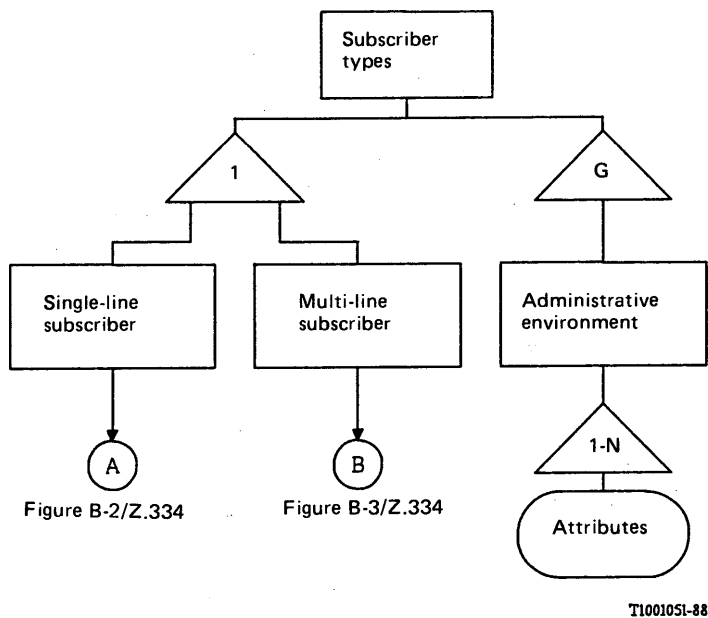 Subscriber
types
1
G
Single-line
subscriber
Multi-line
subscriber
Administrative
environment
A
B
1-N
Figure B-2/Z.334
Figure B-3/Z.334
Attributes
T1001051-88